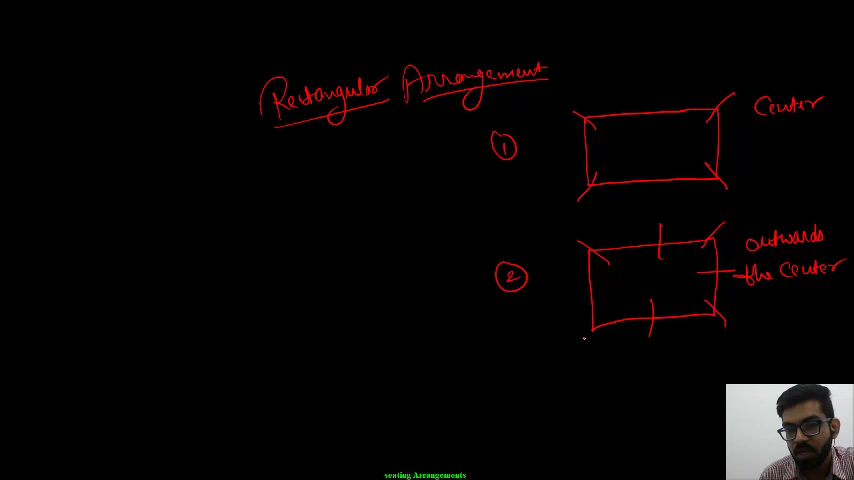 Rectangular Arrangement
1
Center
2
outwards
the Center
seating Arrangements